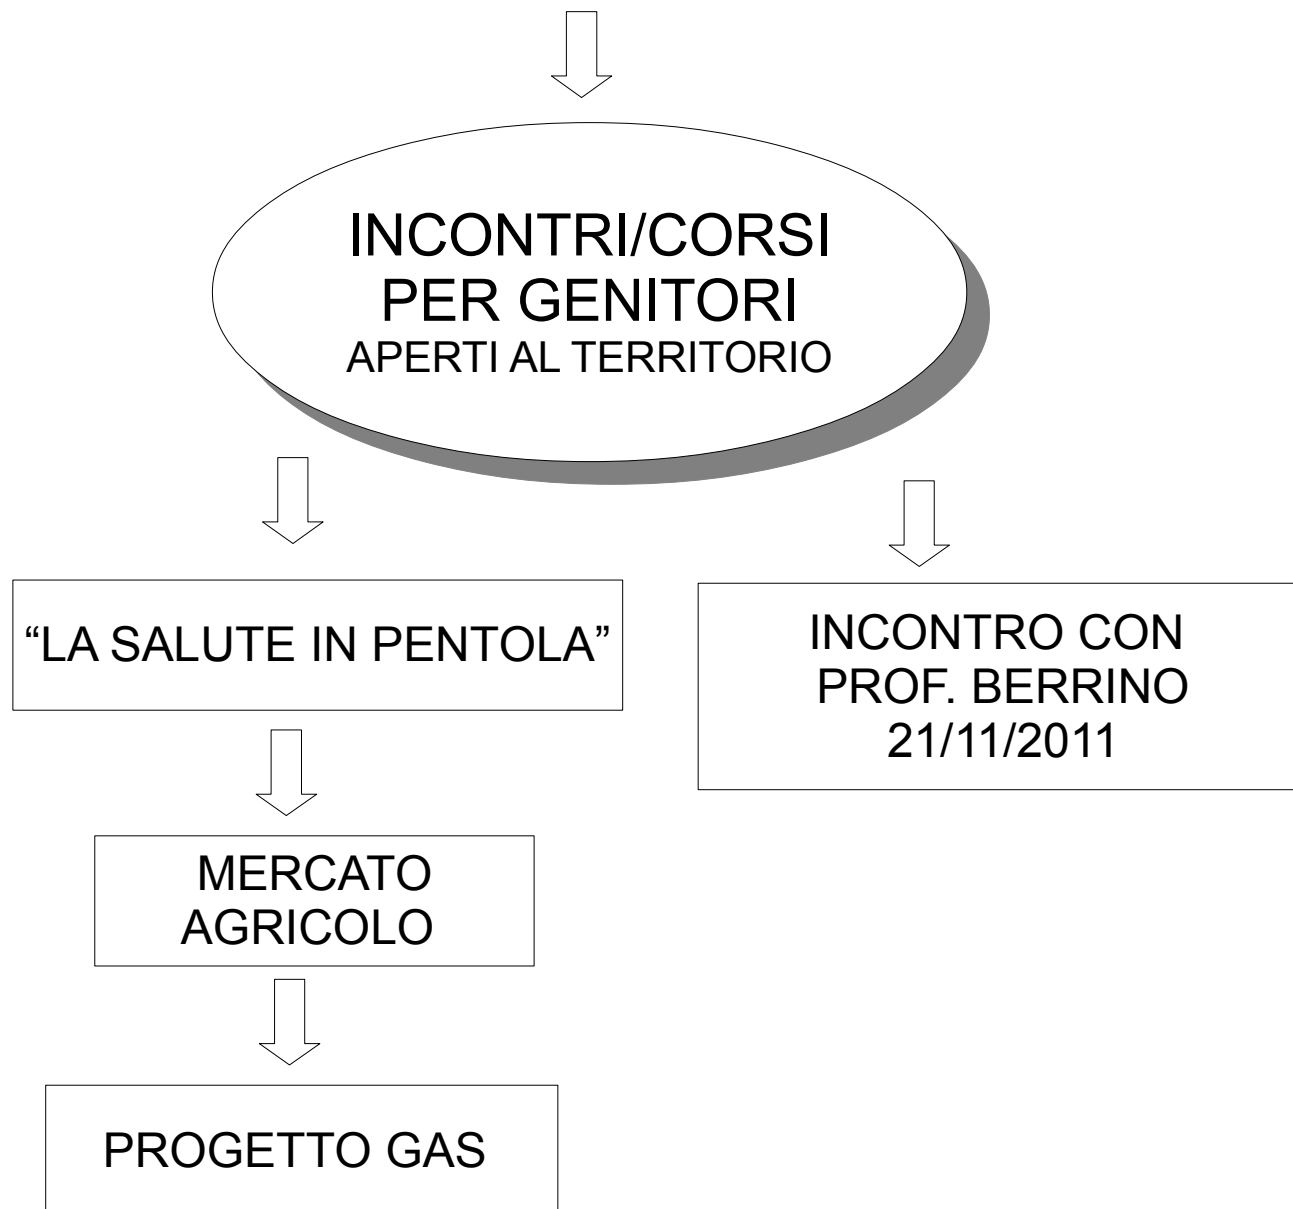 INCONTRI/CORSI
PER GENITORI
APERTI AL TERRITORIO
“LA SALUTE IN PENTOLA”
INCONTRO CON
PROF. BERRINO
21/11/2011
MERCATO
AGRICOLO
PROGETTO GAS